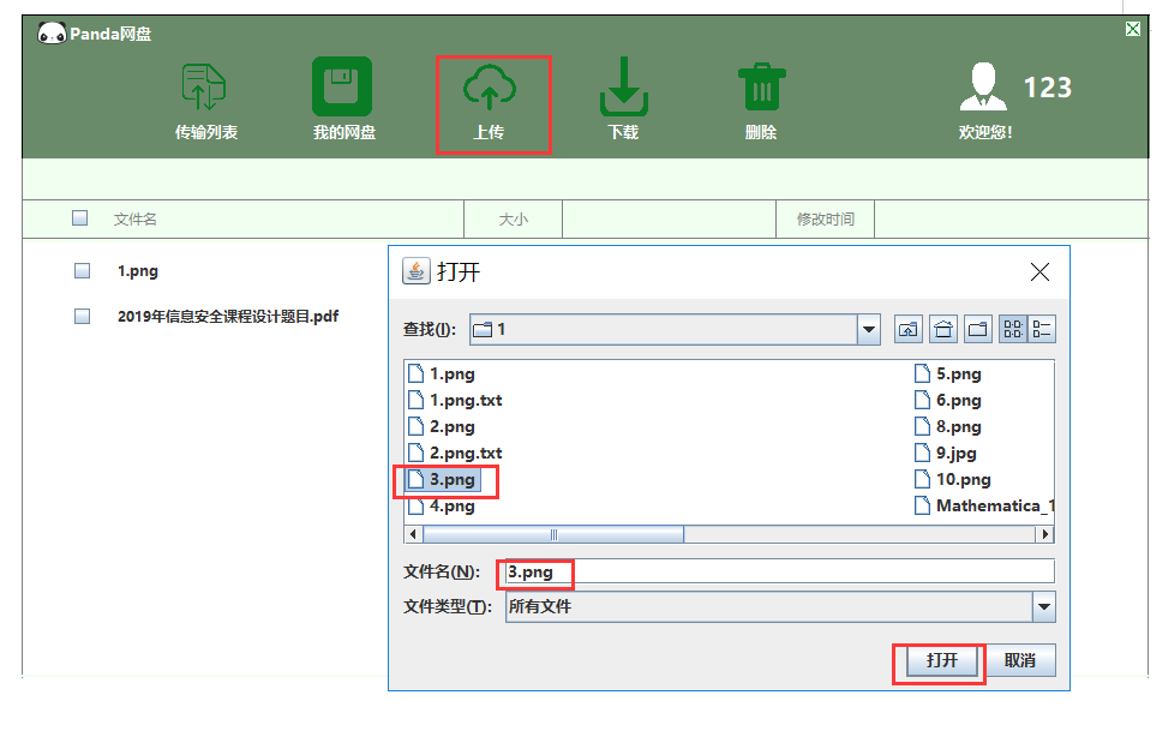 Panda网盘
传输列表 我的网盘 上传 下载 删除 欢迎您! 123
文件名 大小 修改时间
1.png
2019年信息安全课程设计题目.pdf
打开
查找(I): 1
1.png 5.png
1.png.txt 6.png
2.png 8.png
2.png.txt 9.jpg
3.png 10.png
4.png Mathematica_1
文件名(N): 3.png
文件类型(T): 所有文件
打开 取消